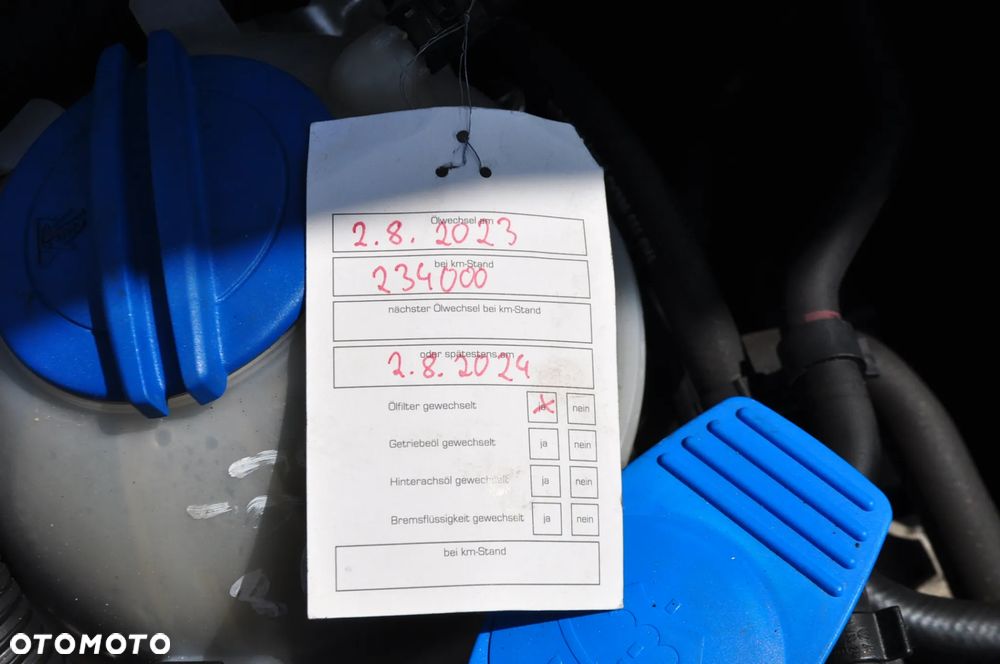 Ölwechsel am
2.8.2023
bei km-Stand
234000
nächster Ölwechsel bei km-Stand
oder spätestens am
2.8.2024
Ölfilter gewechselt ja nein
Getriebeöl gewechselt ja nein
Hinterachsöl gewechselt ja nein
Bremsflüssigkeit gewechselt ja nein
bei km-Stand
OTOMOTO